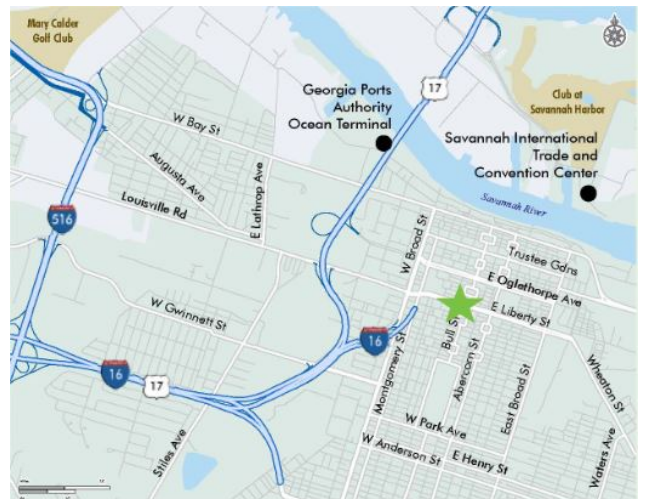 Mary Calder
Golf Club
17
Georgia Ports
Authority
Ocean Terminal
Club at
Savannah Harbor
W Bay St
Savannah International
Trade and
Convention Center
Augusta Ave
E Lathrop Ave
Louisville Rd
Savannah River
516
W Broad St
Trustee Gdns
E Oglethorpe Ave
W Gwinnett St
E Liberty St
16
Bull St
Abercorn St
Montgomery St
16
17
East Broad St
Wheaton St
W Park Ave
Stiles Ave
W Anderson St
E Henry St
Waters Ave